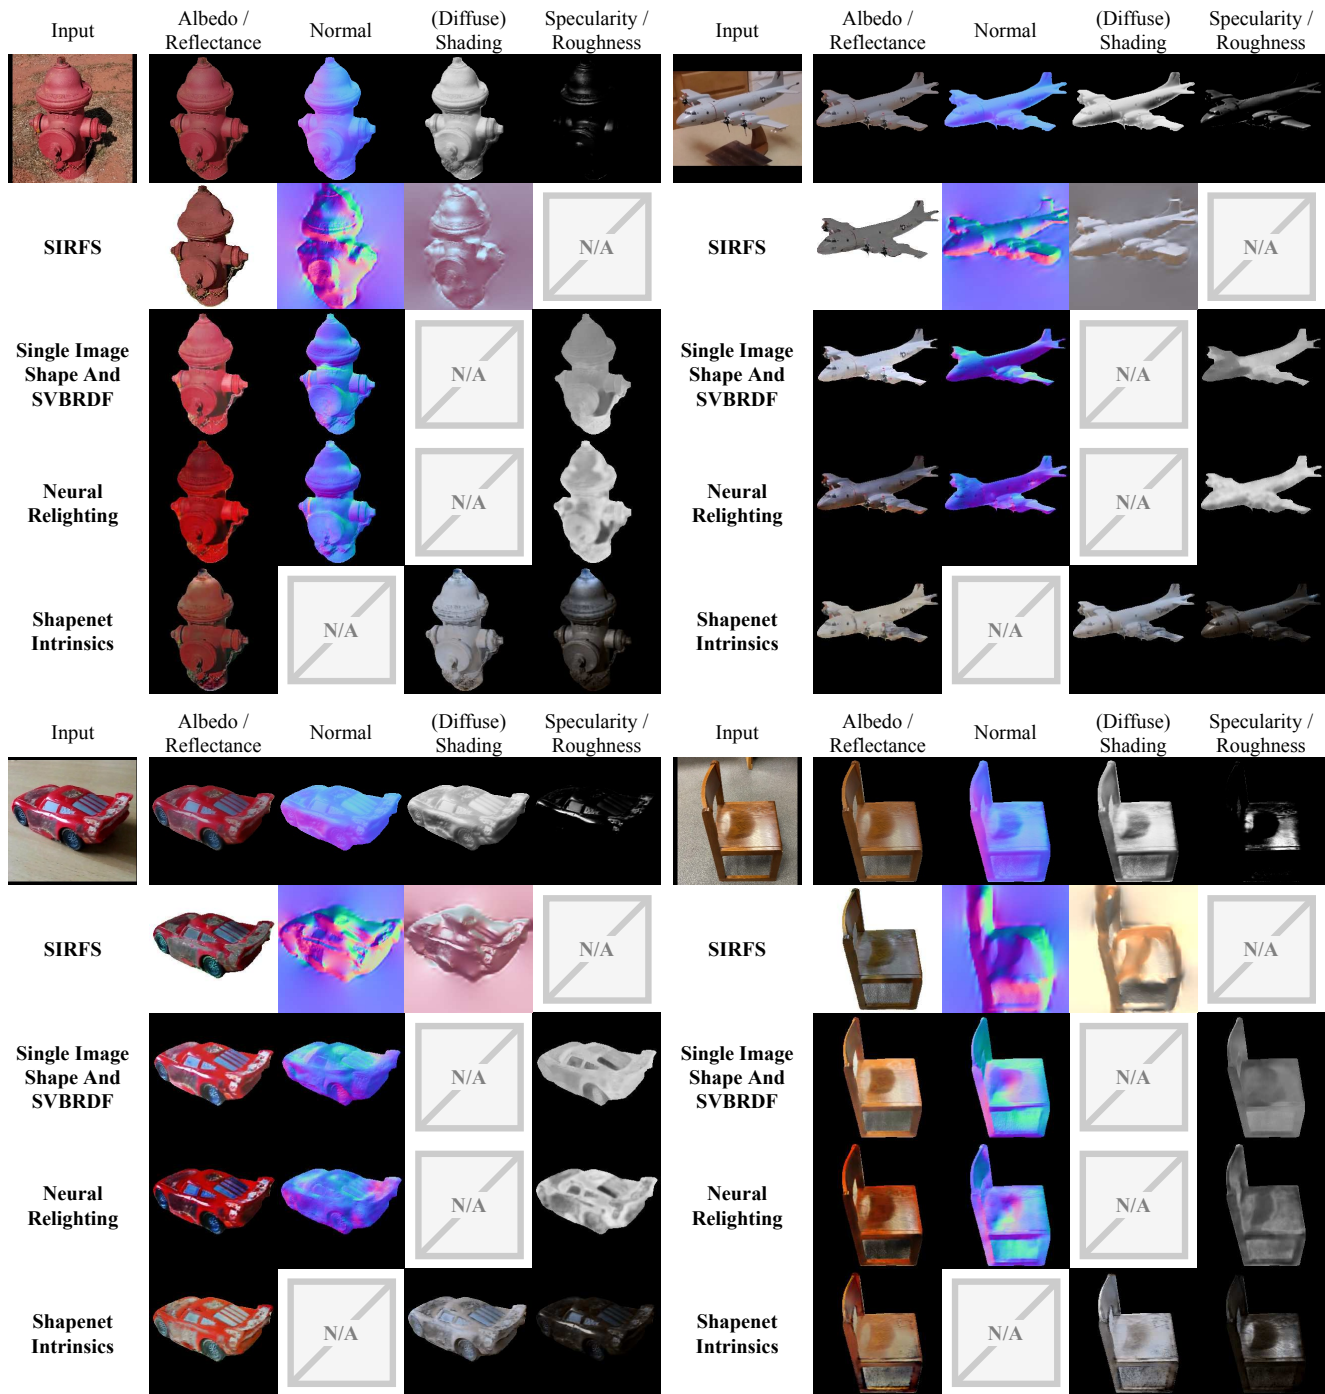 Input
Albedo /
Reflectance
Normal
(Diffuse)
Shading
Specularity /
Roughness
Input
Albedo /
Reflectance
Normal
(Diffuse)
Shading
Specularity /
Roughness
SIRFS
N/A
SIRFS
N/A
Single Image
Shape And
SVBRDF
N/A
Single Image
Shape And
SVBRDF
N/A
Neural
Relighting
N/A
Neural
Relighting
N/A
Shapenet
Intrinsics
N/A
Shapenet
Intrinsics
N/A
Input
Albedo /
Reflectance
Normal
(Diffuse)
Shading
Specularity /
Roughness
Input
Albedo /
Reflectance
Normal
(Diffuse)
Shading
Specularity /
Roughness
SIRFS
N/A
SIRFS
N/A
Single Image
Shape And
SVBRDF
N/A
Single Image
Shape And
SVBRDF
N/A
Neural
Relighting
N/A
Neural
Relighting
N/A
Shapenet
Intrinsics
N/A
Shapenet
Intrinsics
N/A